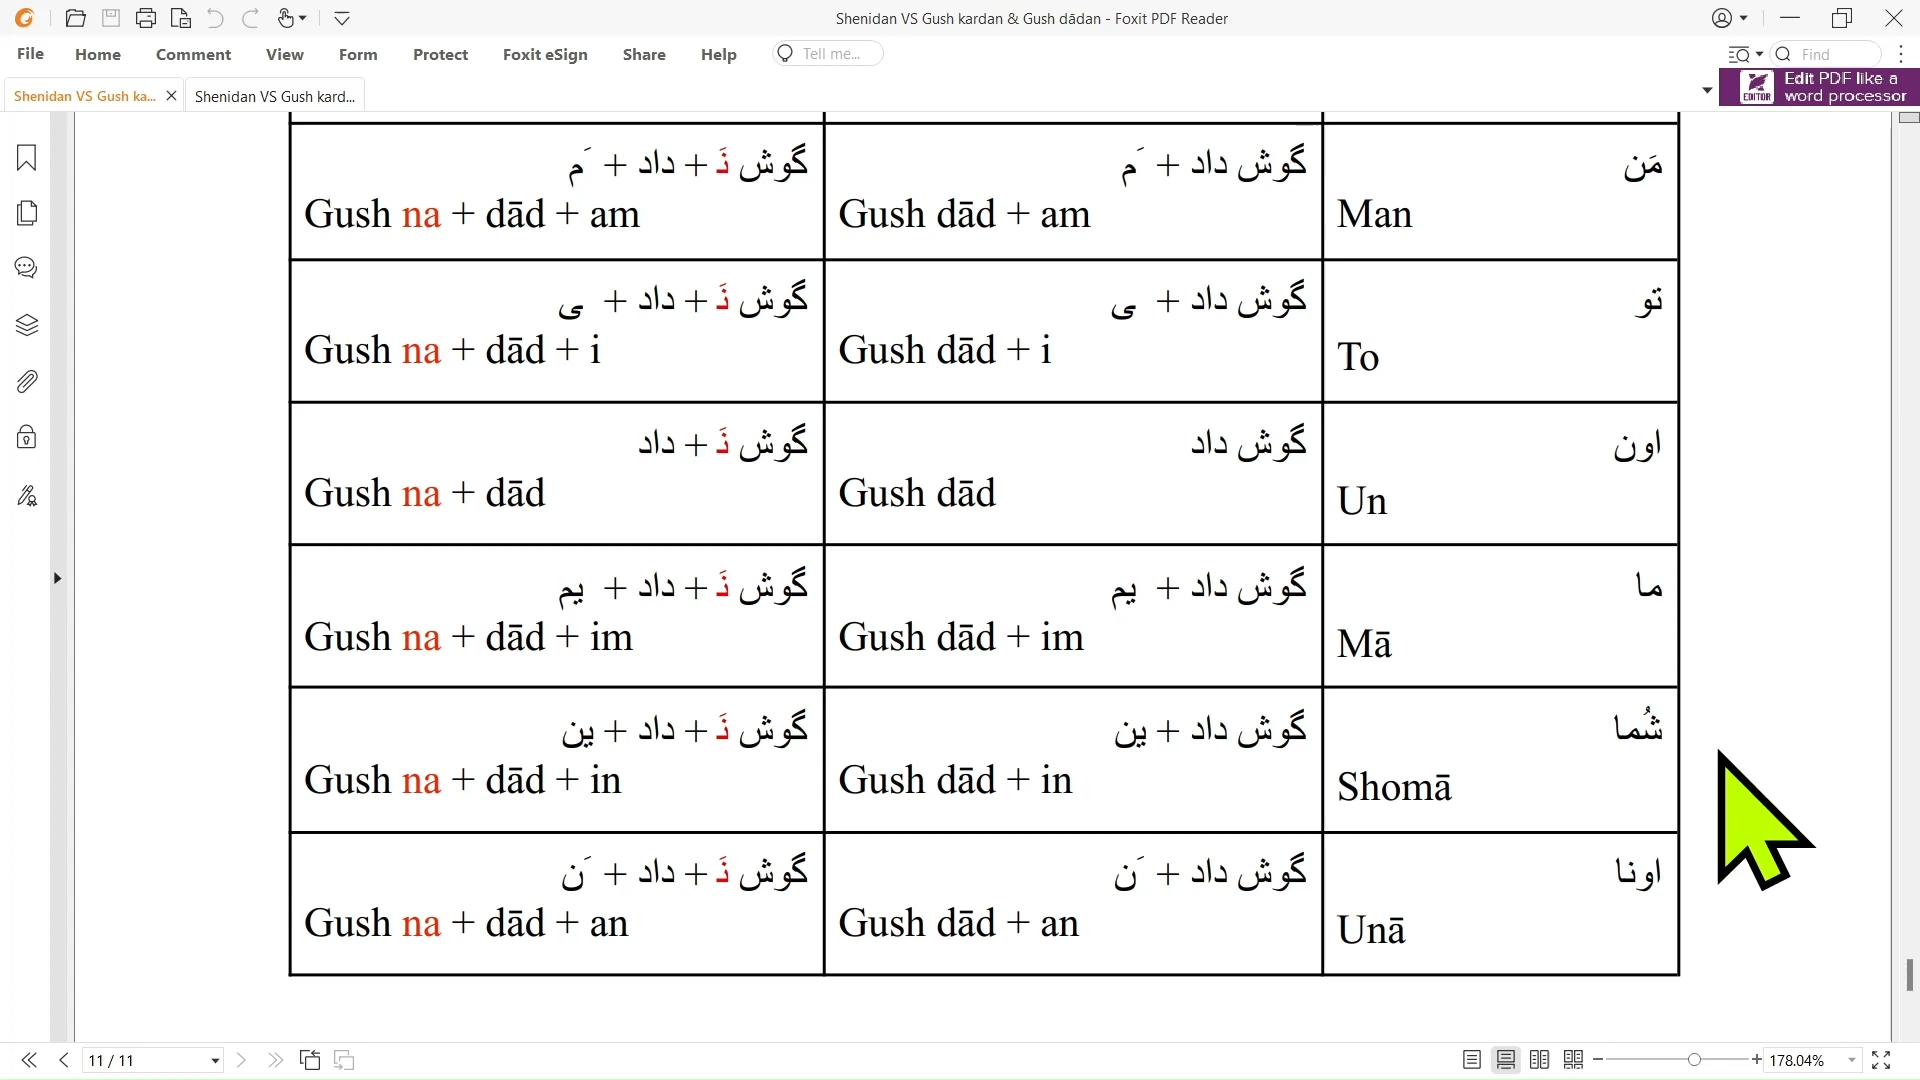 Shenidan VS Gush kardan & Gush dādan - Foxit PDF Reader
File Home Comment View Form Protect Foxit eSign Share Help Tell me... Find
Shenidan VS Gush ka... Shenidan VS Gush kard...
EDITOR
Edit PDF like a
word processor
مَن
Man
گوش داد + َم
Gush dād + am
گوش نَ + داد + َم
Gush na + dād + am
تو
To
گوش داد + ی
Gush dād + i
گوش نَ + داد + ی
Gush na + dād + i
اون
Un
گوش داد
Gush dād
گوش نَ + داد
Gush na + dād
ما
Mā
گوش داد + یم
Gush dād + im
گوش نَ + داد + یم
Gush na + dād + im
شُما
Shomā
گوش داد + ین
Gush dād + in
گوش نَ + داد + ین
Gush na + dād + in
اونا
Unā
گوش داد + َن
Gush dād + an
گوش نَ + داد + َن
Gush na + dād + an
11 / 11
178.04%